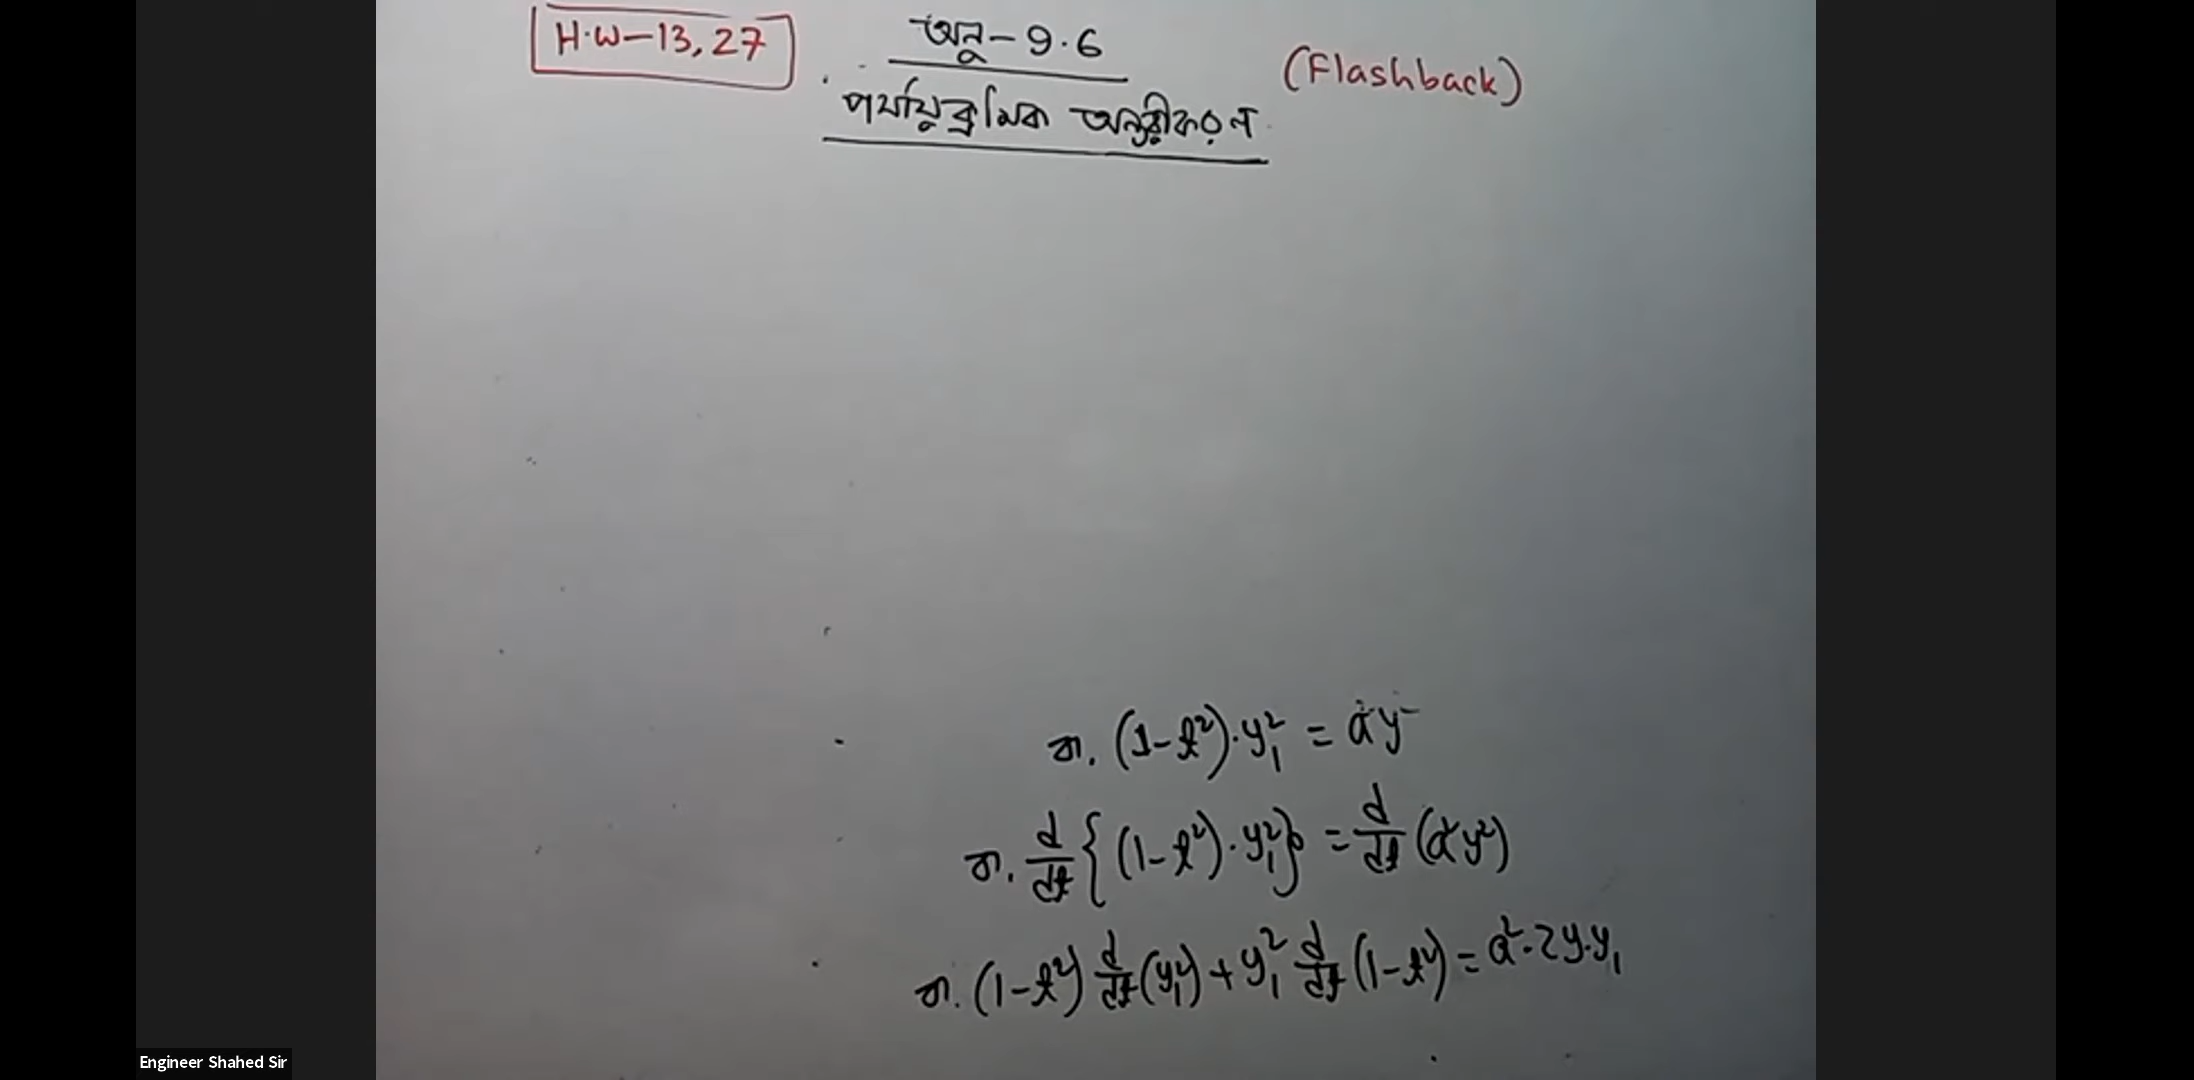 H.W-13, 27
অনু-9.6
(Flashback)
পর্যায়ক্রমিক অন্তরীকরণ
বা. (1-x²)·y₁² = a²y²
বা. d/dx {(1-x²)·y₁²} = d/dx (a²y²)
বা. (1-x²) d/dx (y₁²) + y₁² d/dx (1-x²) = a²·2y·y₁
Engineer Shahed Sir